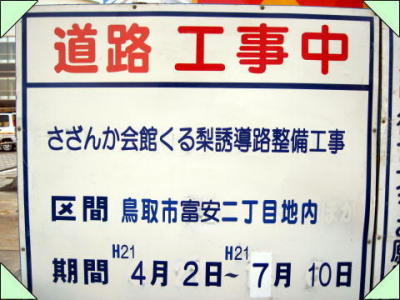 道路 工事中
さざんか会館くる梨誘導路整備工事
区間 鳥取市富安二丁目地内
期間 H21 4月 2日〜 H21 7月 10日